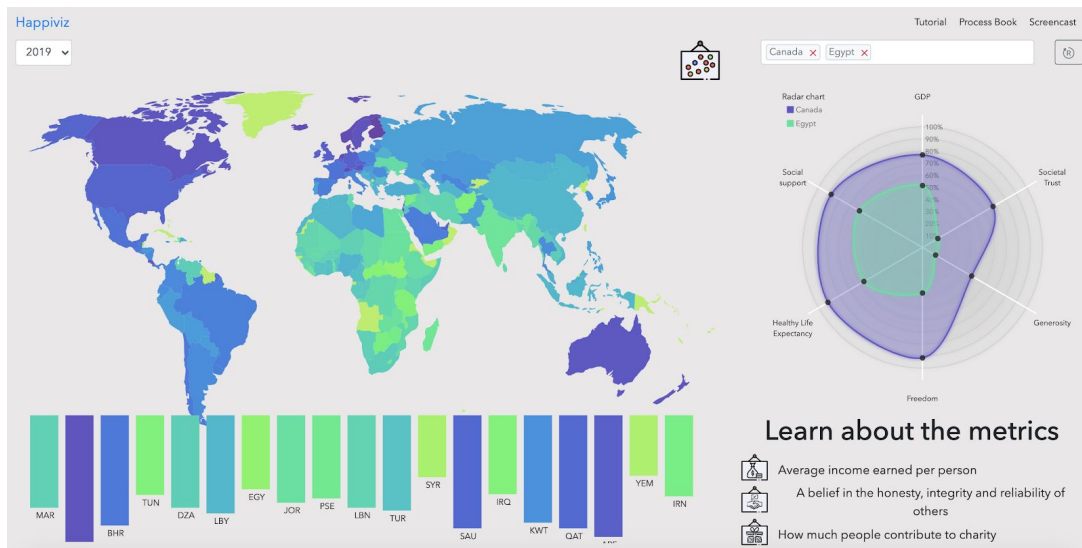 Happiviz
Tutorial Process Book Screencast
2019
Canada × Egypt ×
Radar chart
Canada
Egypt
GDP
100%
90%
80%
70%
60%
50%
40%
30%
20%
Social
support
Societal
Trust
Healthy Life
Expectancy
Generosity
Freedom
MAR
BHR
TUN
DZA
LBY
EGY
JOR
PSE
LBN
TUR
SYR
SAU
IRQ
KWT
QAT
YEM
IRN
Learn about the metrics
Average income earned per person
A belief in the honesty, integrity and reliability of
others
How much people contribute to charity